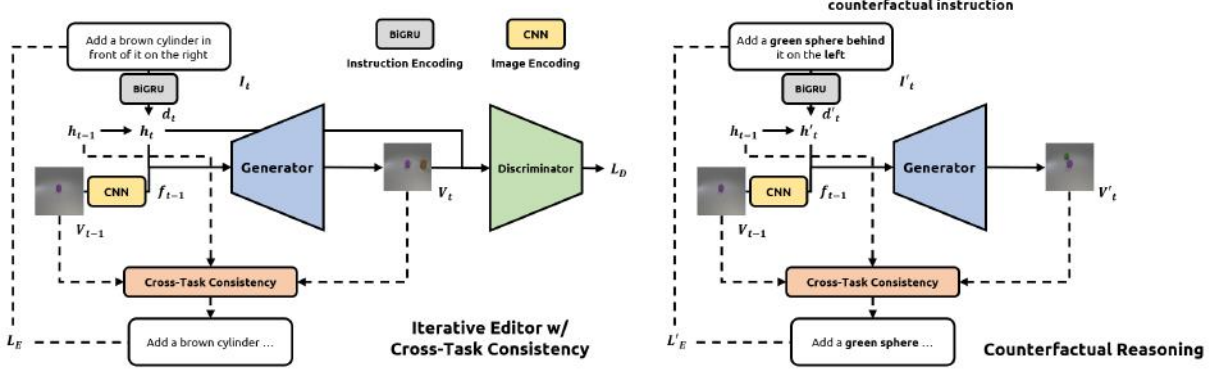 Add a brown cylinder in
front of it on the right
BiGRU
I_t
d_t
h_{t-1}
h_t
CNN
f_{t-1}
V_{t-1}
BiGRU
Instruction Encoding
CNN
Image Encoding
Generator
V_t
Discriminator
L_D
Cross-Task Consistency
L_E
Add a brown cylinder ...
Iterative Editor w/
Cross-Task Consistency
counterfactual instruction
Add a green sphere behind
it on the left
BiGRU
I'_t
d'_t
h_{t-1}
h'_t
CNN
f_{t-1}
V_{t-1}
Generator
V'_t
Cross-Task Consistency
L'_E
Add a green sphere ...
Counterfactual Reasoning